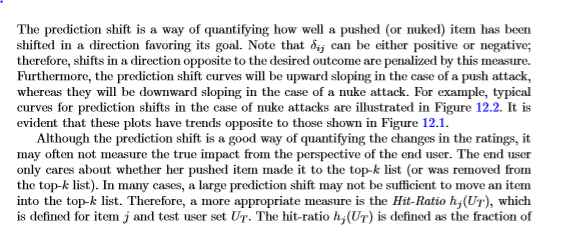 The prediction shift is a way of quantifying how well a pushed (or nuked) item has been
shifted in a direction favoring its goal. Note that δij can be either positive or negative;
therefore, shifts in a direction opposite to the desired outcome are penalized by this measure.
Furthermore, the prediction shift curves will be upward sloping in the case of a push attack,
whereas they will be downward sloping in the case of a nuke attack. For example, typical
curves for prediction shifts in the case of nuke attacks are illustrated in Figure 12.2. It is
evident that these plots have trends opposite to those shown in Figure 12.1.
Although the prediction shift is a good way of quantifying the changes in the ratings, it
may often not measure the true impact from the perspective of the end user. The end user
only cares about whether her pushed item made it to the top-k list (or was removed from
the top-k list). In many cases, a large prediction shift may not be sufficient to move an item
into the top-k list. Therefore, a more appropriate measure is the Hit-Ratio hj(UT), which
is defined for item j and test user set UT. The hit-ratio hj(UT) is defined as the fraction of